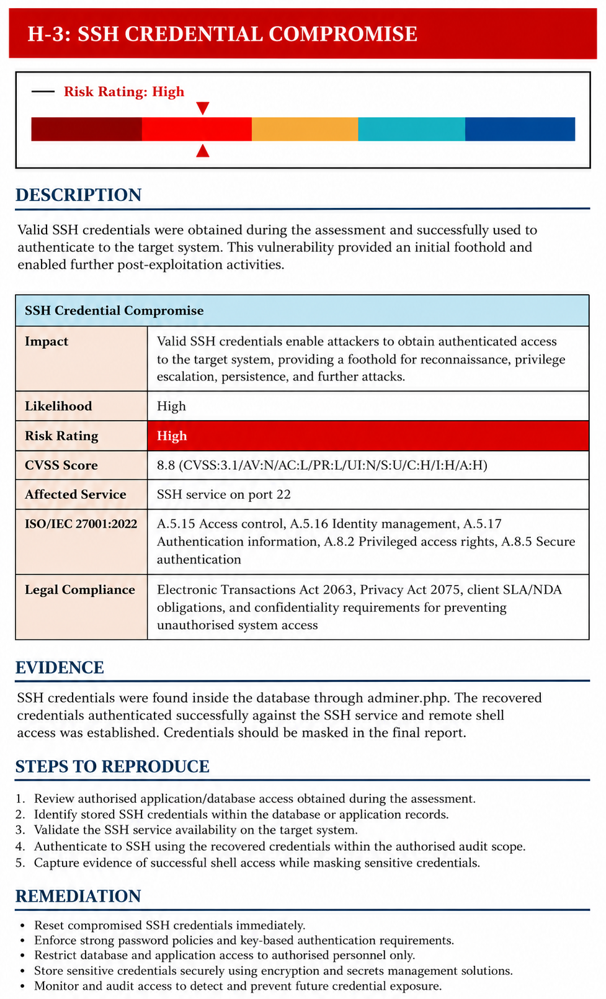 H-3: SSH CREDENTIAL COMPROMISE
Risk Rating: High
DESCRIPTION
Valid SSH credentials were obtained during the assessment and successfully used to
authenticate to the target system. This vulnerability provided an initial foothold and
enabled further post-exploitation activities.
SSH Credential Compromise
Impact
Valid SSH credentials enable attackers to obtain authenticated access
to the target system, providing a foothold for reconnaissance, privilege
escalation, persistence, and further attacks.
Likelihood
High
Risk Rating
High
CVSS Score
8.8 (CVSS:3.1/AV:N/AC:L/PR:L/UI:N/S:U/C:H/I:H/A:H)
Affected Service
SSH service on port 22
ISO/IEC 27001:2022
A.5.15 Access control, A.5.16 Identity management, A.5.17
Authentication information, A.8.2 Privileged access rights, A.8.5 Secure
authentication
Legal Compliance
Electronic Transactions Act 2063, Privacy Act 2075, client SLA/NDA
obligations, and confidentiality requirements for preventing
unauthorised system access
EVIDENCE
SSH credentials were found inside the database through adminer.php. The recovered
credentials authenticated successfully against the SSH service and remote shell
access was established. Credentials should be masked in the final report.
STEPS TO REPRODUCE
1. Review authorised application/database access obtained during the assessment.
2. Identify stored SSH credentials within the database or application records.
3. Validate the SSH service availability on the target system.
4. Authenticate to SSH using the recovered credentials within the authorised audit scope.
5. Capture evidence of successful shell access while masking sensitive credentials.
REMEDIATION
• Reset compromised SSH credentials immediately.
• Enforce strong password policies and key-based authentication requirements.
• Restrict database and application access to authorised personnel only.
• Store sensitive credentials securely using encryption and secrets management solutions.
• Monitor and audit access to detect and prevent future credential exposure.